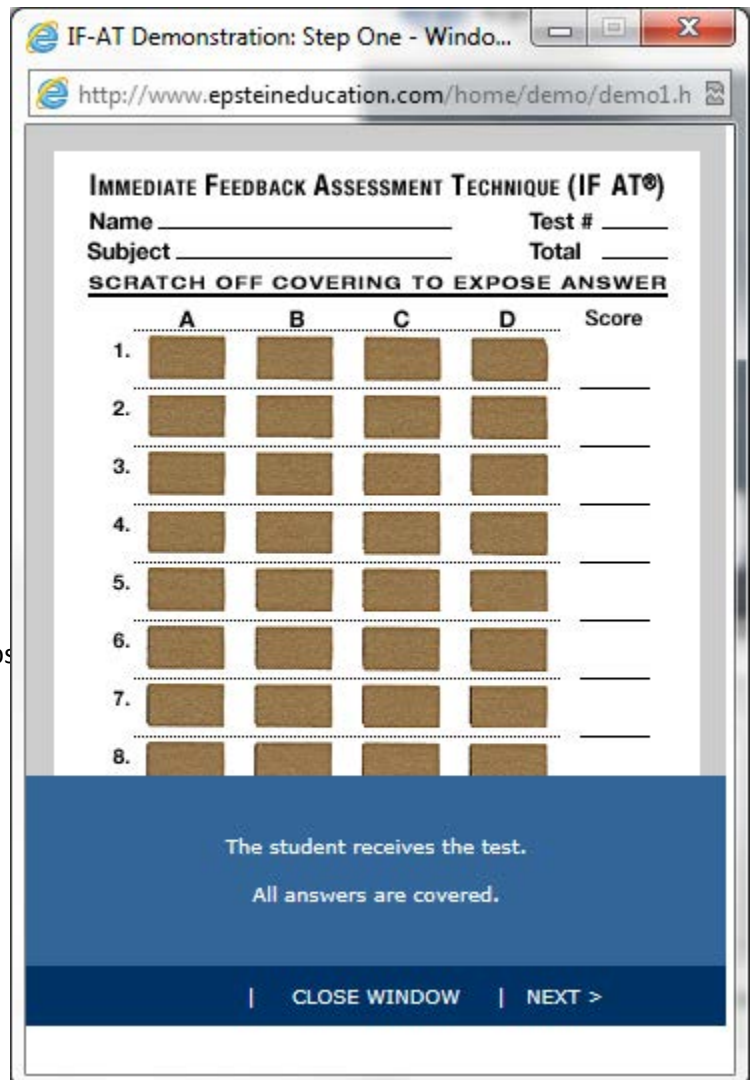 IF-AT Demonstration: Step One - Windo...
http://www.epsteineducation.com/home/demo/demo1.h
IMMEDIATE FEEDBACK ASSESSMENT TECHNIQUE (IF AT®)
Name Test #
Subject Total
SCRATCH OFF COVERING TO EXPOSE ANSWER
A B C D Score
1.
2.
3.
4.
5.
6.
7.
8.
The student receives the test.
All answers are covered.
| CLOSE WINDOW | NEXT >